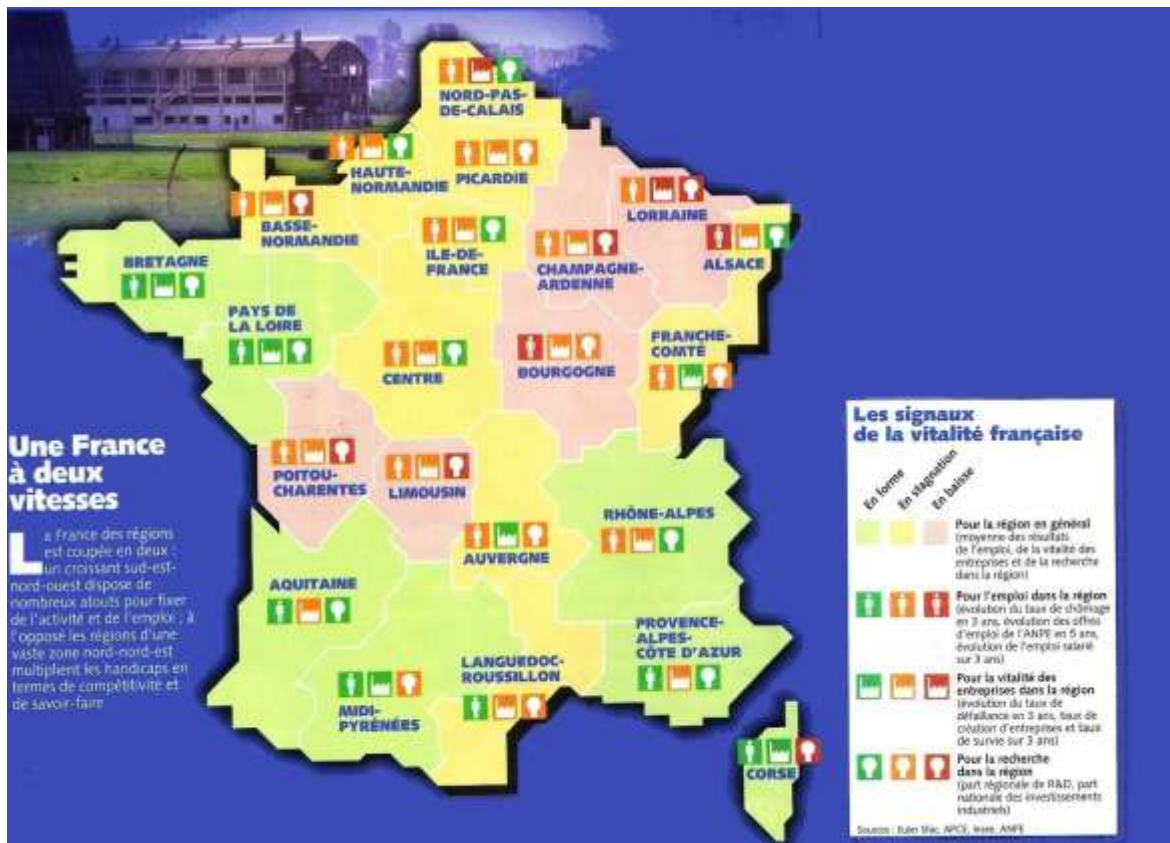 NORD-PAS-
DE-CALAIS
HAUTE-
NORMANDIE
PICARDIE
BASSE-
NORMANDIE
ILE-DE-
FRANCE
LORRAINE
CHAMPAGNE-
ARDENNE
ALSACE
BRETAGNE
PAYS DE
LA LOIRE
CENTRE
BOURGOGNE
FRANCHE-
COMTÉ
POITOU-
CHARENTES
LIMOUSIN
AUVERGNE
RHÔNE-ALPES
AQUITAINE
MIDI-
PYRÉNÉES
LANGUEDOC-
ROUSSILLON
PROVENCE-
ALPES-
CÔTE D'AZUR
CORSE
Une France
à deux
vitesses
La France des régions
est coupée en deux :
un croissant sud-est-
nord-ouest dispose de
nombreux atouts pour fixer
de l'activité et de l'emploi ; à
l'opposé les régions d'une
vaste zone nord-nord-est
multiplient les handicaps en
termes de compétitivité et
de savoir-faire
Les signaux
de la vitalité française
En forme
En stagnation
En baisse
Pour la région en général
(moyenne des résultats
de l'emploi, de la vitalité des
entreprises et de la recherche
dans la région)
Pour l'emploi dans la région
(évolution du taux de chômage
en 3 ans, évolution des offres
d'emploi de l'ANPE en 5 ans,
évolution de l'emploi salarié
sur 3 ans)
Pour la vitalité des
entreprises dans la région
(évolution du taux de
défaillance en 3 ans, taux de
création d'entreprises et taux
de survie sur 3 ans)
Pour la recherche
dans la région
(part régionale de R&D, part
nationale des investissements
industriels)
Sources : APCE, Insee, ANPE